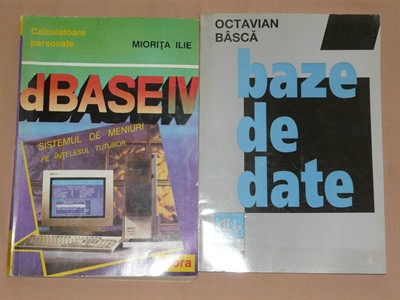 Calculatoare
personale
MIORIȚA ILIE
dBASE IV
SISTEMUL DE MENIURI
PE ÎNȚELESUL TUTUROR
OCTAVIAN
BÂSCĂ
baze
de
date